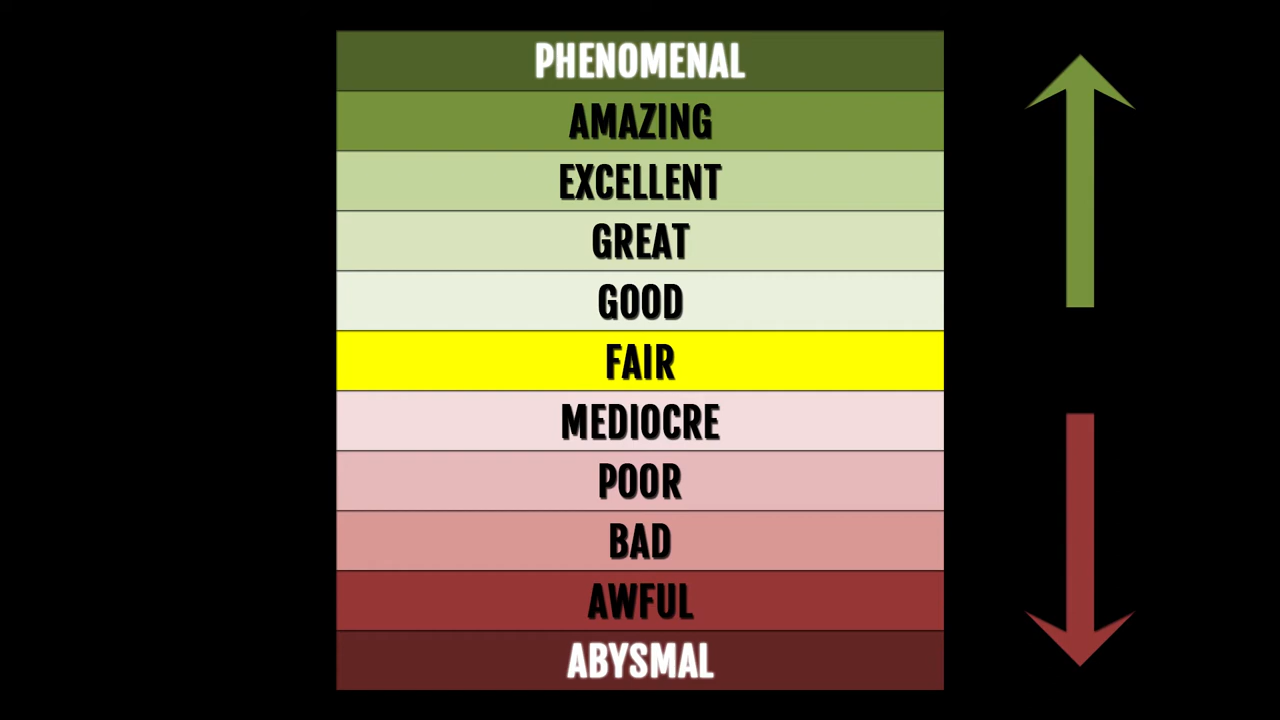 PHENOMENAL
AMAZING
EXCELLENT
GREAT
GOOD
FAIR
MEDIOCRE
POOR
BAD
AWFUL
ABYSMAL